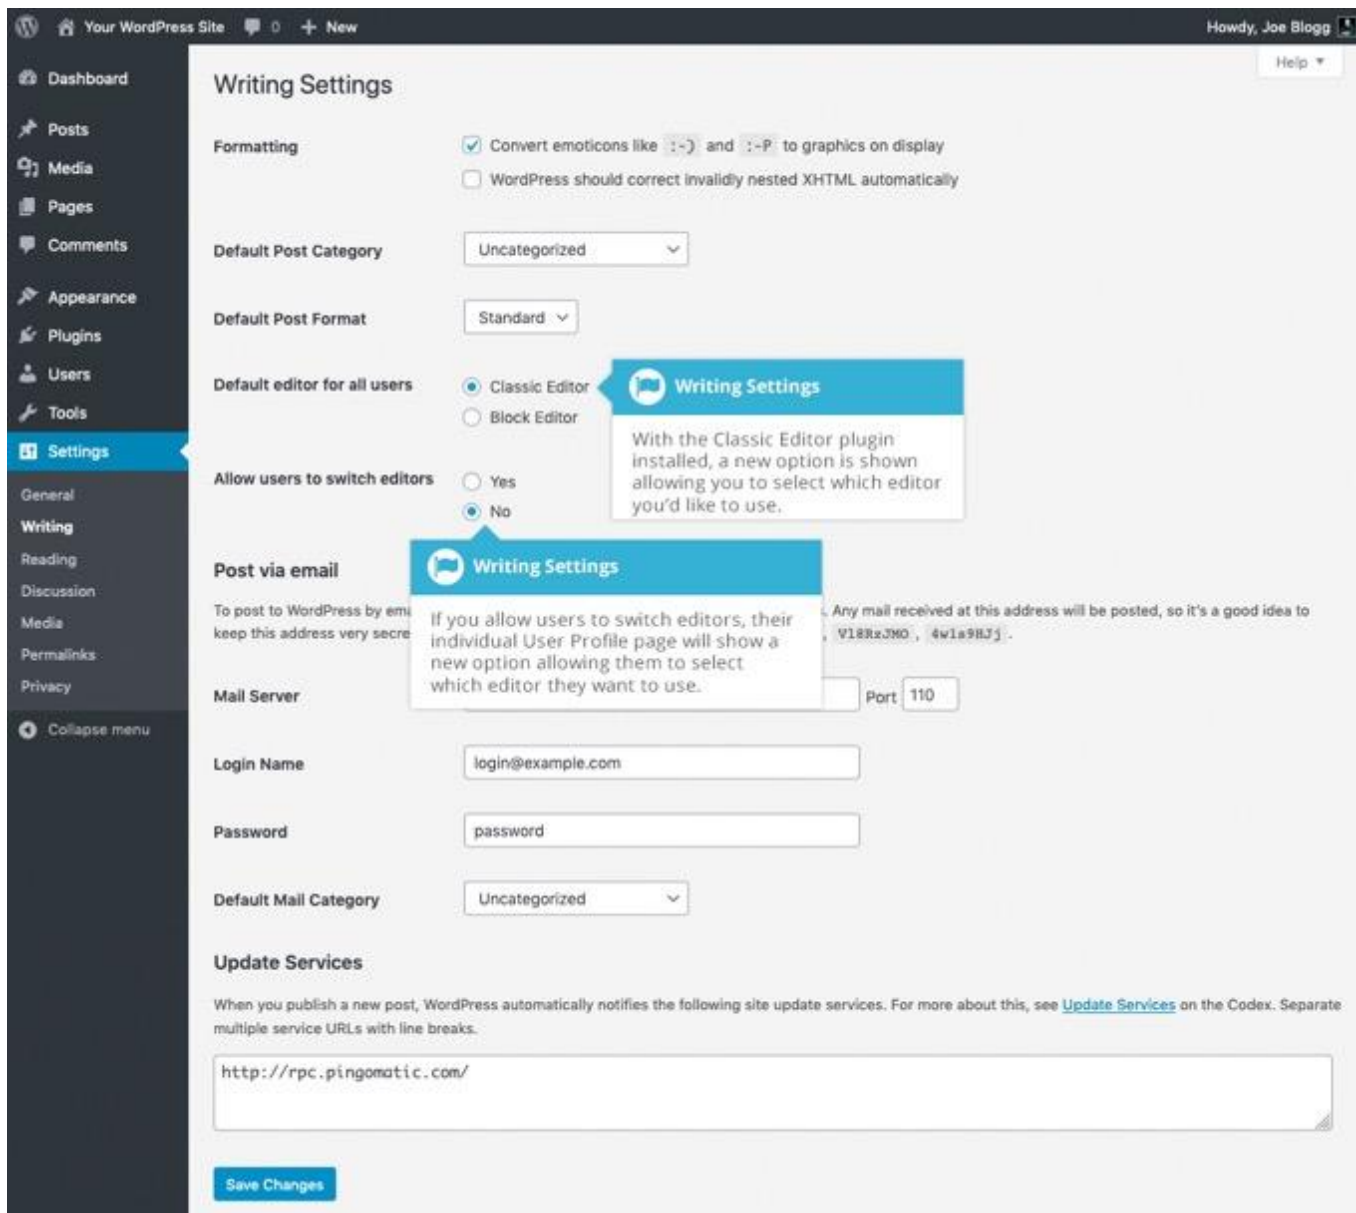 Your WordPress Site 0 + New Howdy, Joe Blogg
Help ▼
Dashboard
Posts
Media
Pages
Comments
Appearance
Plugins
Users
Tools
Settings
General
Writing
Reading
Discussion
Media
Permalinks
Privacy
Collapse menu
Writing Settings
Formatting
Convert emoticons like :-) and :-P to graphics on display
WordPress should correct invalidly nested XHTML automatically
Default Post Category Uncategorized
Default Post Format Standard
Default editor for all users
Classic Editor
Block Editor
Writing Settings
With the Classic Editor plugin
installed, a new option is shown
allowing you to select which editor
you'd like to use.
Allow users to switch editors
Yes
No
Writing Settings
If you allow users to switch editors, their
individual User Profile page will show a
new option allowing them to select
which editor they want to use.
Post via email
To post to WordPress by . Any mail received at this address will be posted, so it's a good idea to
keep this address very , Vl8RzJMO , 4w1s9HJj .
Mail Server Port 110
Login Name login@example.com
Password password
Default Mail Category Uncategorized
Update Services
When you publish a new post, WordPress automatically notifies the following site update services. For more about this, see Update Services on the Codex. Separate
multiple service URLs with line breaks.
http://rpc.pingomatic.com/
Save Changes